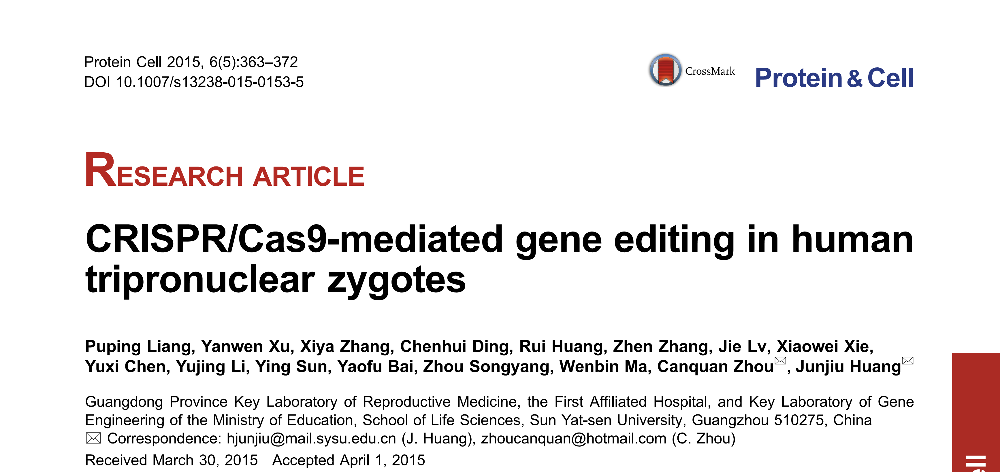 Protein Cell 2015, 6(5):363–372
DOI 10.1007/s13238-015-0153-5
CrossMark
Protein & Cell
RESEARCH ARTICLE
CRISPR/Cas9-mediated gene editing in human
tripronuclear zygotes
Puping Liang, Yanwen Xu, Xiya Zhang, Chenhui Ding, Rui Huang, Zhen Zhang, Jie Lv, Xiaowei Xie,
Yuxi Chen, Yujing Li, Ying Sun, Yaofu Bai, Zhou Songyang, Wenbin Ma, Canquan Zhou✉, Junjiu Huang✉
Guangdong Province Key Laboratory of Reproductive Medicine, the First Affiliated Hospital, and Key Laboratory of Gene
Engineering of the Ministry of Education, School of Life Sciences, Sun Yat-sen University, Guangzhou 510275, China
✉ Correspondence: hjunjiu@mail.sysu.edu.cn (J. Huang), zhoucanquan@hotmail.com (C. Zhou)
Received March 30, 2015 Accepted April 1, 2015